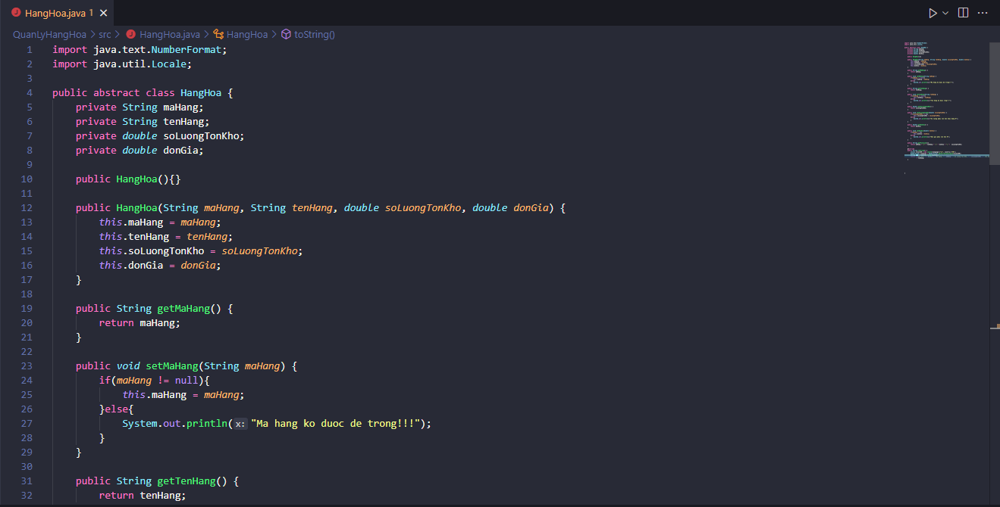 HangHoa.java 1
QuanLyHangHoa > src > HangHoa.java > HangHoa > toString()
1 import java.text.NumberFormat;
2 import java.util.Locale;
3
4 public abstract class HangHoa {
5 private String maHang;
6 private String tenHang;
7 private double soLuongTonKho;
8 private double donGia;
9
10 public HangHoa(){}
11
12 public HangHoa(String maHang, String tenHang, double soLuongTonKho, double donGia) {
13 this.maHang = maHang;
14 this.tenHang = tenHang;
15 this.soLuongTonKho = soLuongTonKho;
16 this.donGia = donGia;
17 }
18
19 public String getMaHang() {
20 return maHang;
21 }
22
23 public void setMaHang(String maHang) {
24 if(maHang != null){
25 this.maHang = maHang;
26 }else{
27 System.out.println(x: "Ma hang ko duoc de trong!!!");
28 }
29 }
30
31 public String getTenHang() {
32 return tenHang;